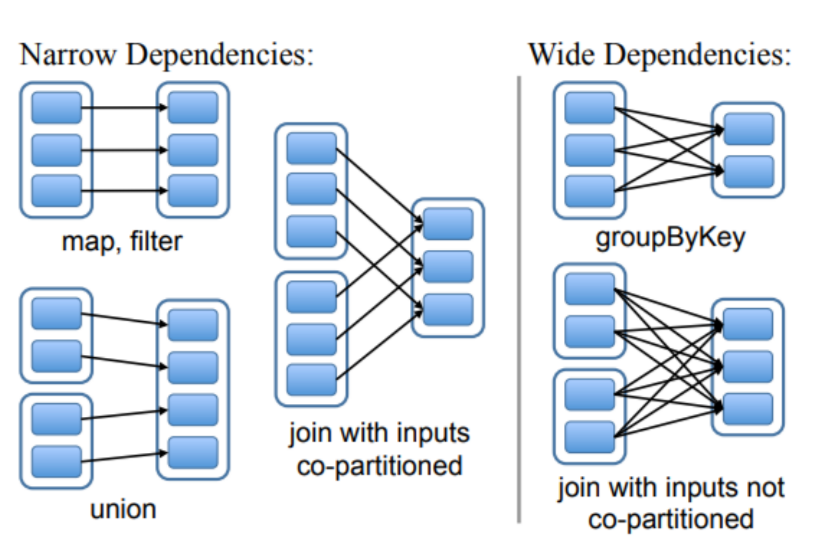 Narrow Dependencies:
Wide Dependencies:
map, filter
union
join with inputs
co-partitioned
groupByKey
join with inputs not
co-partitioned